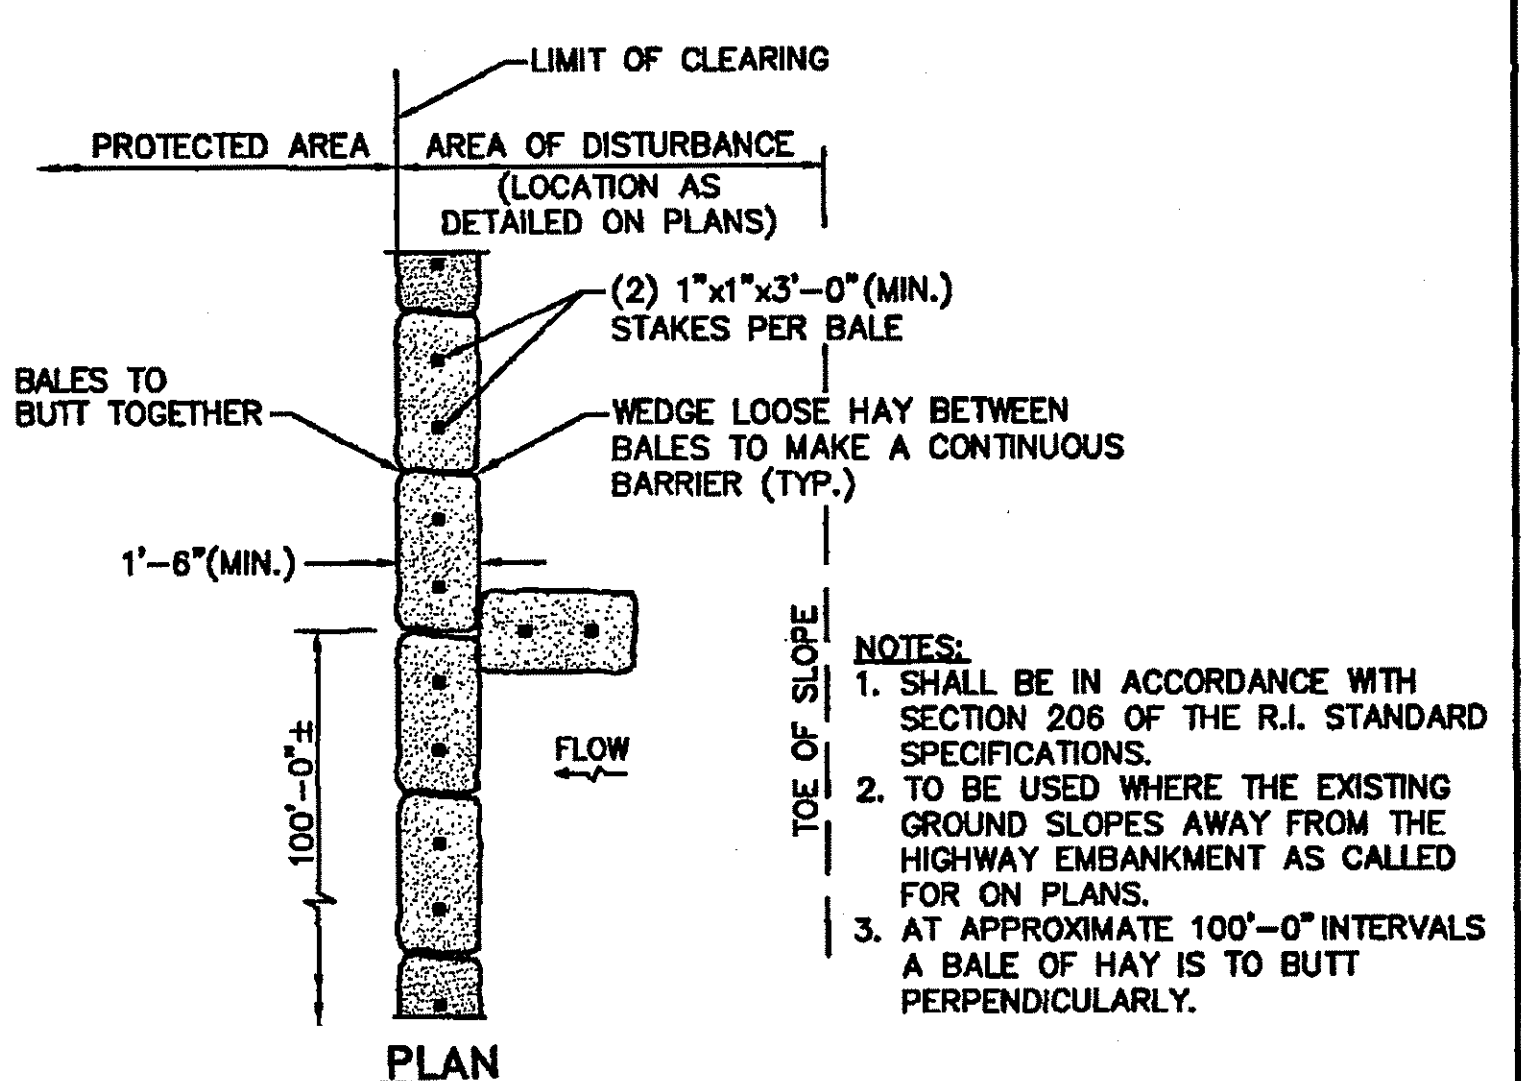 LIMIT OF CLEARING
PROTECTED AREA
AREA OF DISTURBANCE
(LOCATION AS
DETAILED ON PLANS)
(2) 1"x1"x3'-0"(MIN.)
STAKES PER BALE
BALES TO
BUTT TOGETHER
WEDGE LOOSE HAY BETWEEN
BALES TO MAKE A CONTINUOUS
BARRIER (TYP.)
1'-6"(MIN.)
100'-0"±
FLOW
TOE OF SLOPE
NOTES:
1. SHALL BE IN ACCORDANCE WITH
SECTION 206 OF THE R.I. STANDARD
SPECIFICATIONS.
2. TO BE USED WHERE THE EXISTING
GROUND SLOPES AWAY FROM THE
HIGHWAY EMBANKMENT AS CALLED
FOR ON PLANS.
3. AT APPROXIMATE 100'-0" INTERVALS
A BALE OF HAY IS TO BUTT
PERPENDICULARLY.
PLAN